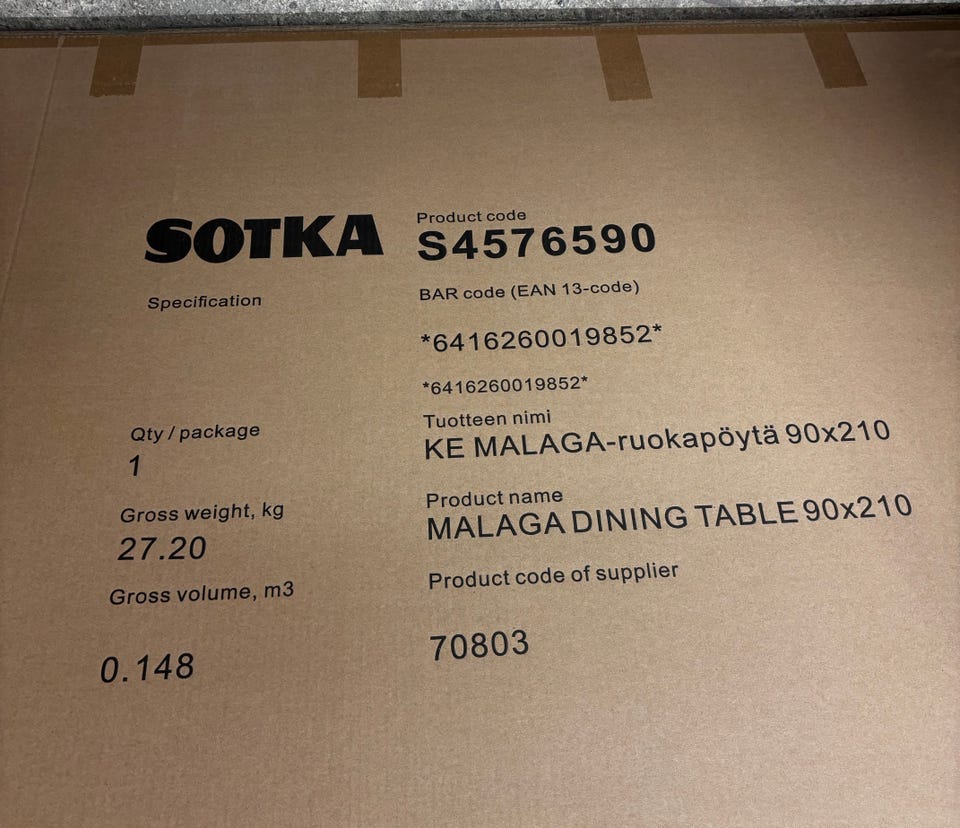 SOTKA
Product code
S4576590
Specification
BAR code (EAN 13-code)
*6416260019852*
*6416260019852*
Qty / package
1
Tuotteen nimi
KE MALAGA-ruokapöytä 90x210
Gross weight, kg
27.20
Product name
MALAGA DINING TABLE 90x210
Gross volume, m3
0.148
Product code of supplier
70803